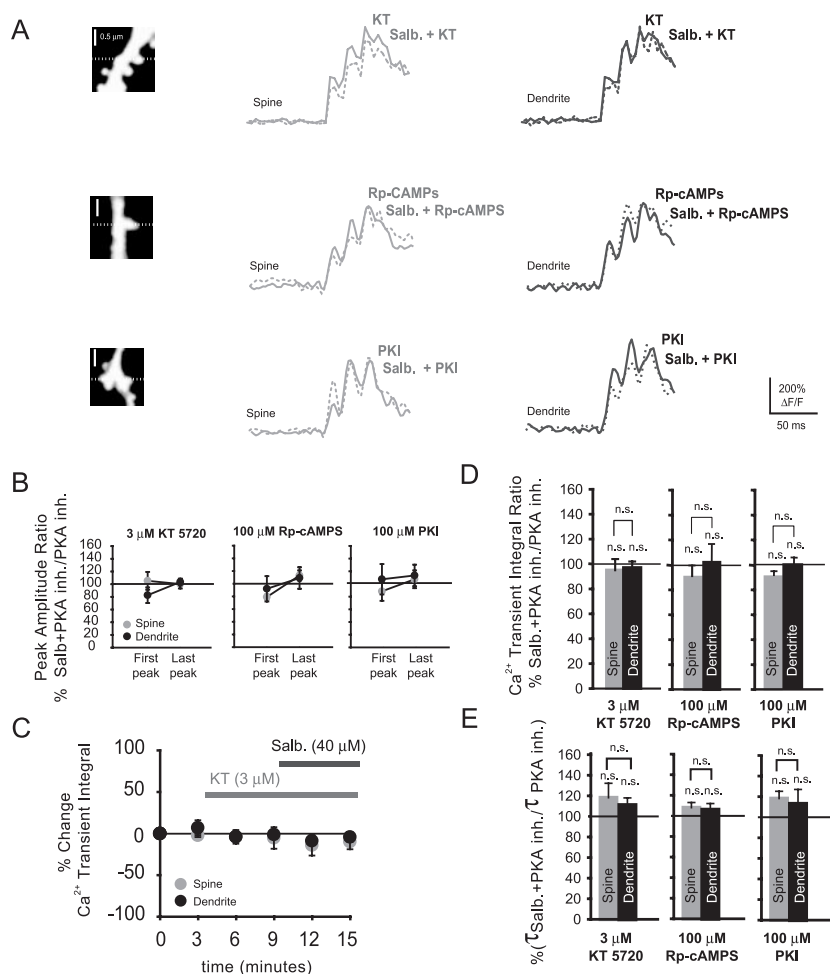 A
0.5 µm
KT
Salb. + KT
Spine
KT
Salb. + KT
Dendrite
Rp-CAMPs
Salb. + Rp-cAMPS
Spine
Rp-cAMPs
Salb. + Rp-cAMPS
Dendrite
PKI
Salb. + PKI
Spine
PKI
Salb. + PKI
Dendrite
200%
ΔF/F
50 ms
B
Peak Amplitude Ratio
% Salb+PKA inh./PKA inh.
3 µM KT 5720
100 µM Rp-cAMPS
100 µM PKI
160
140
120
100
80
60
40
20
0
Spine
Dendrite
First peak
Last peak
First peak
Last peak
First peak
Last peak
C
% Change
Ca²⁺ Transient Integral
100
50
0
-50
-100
Salb. (40 µM)
KT (3 µM)
Spine
Dendrite
0 3 6 9 12 15
time (minutes)
D
Ca²⁺ Transient Integral Ratio
% Salb.+PKA inh./PKA inh.
160
140
120
100
80
60
40
20
0
n.s.
n.s. n.s.
n.s.
n.s. n.s.
n.s.
n.s. n.s.
Spine
Dendrite
Spine
Dendrite
Spine
Dendrite
3 µM
KT 5720
100 µM
Rp-cAMPS
100 µM
PKI
E
%(τSalb.+PKA inh./τ PKA inh.)
160
140
120
100
80
60
40
20
0
n.s.
n.s. n.s.
n.s.
n.s. n.s.
n.s.
n.s. n.s.
Spine
Dendrite
Spine
Dendrite
Spine
Dendrite
3 µM
KT 5720
100 µM
Rp-cAMPS
100 µM
PKI